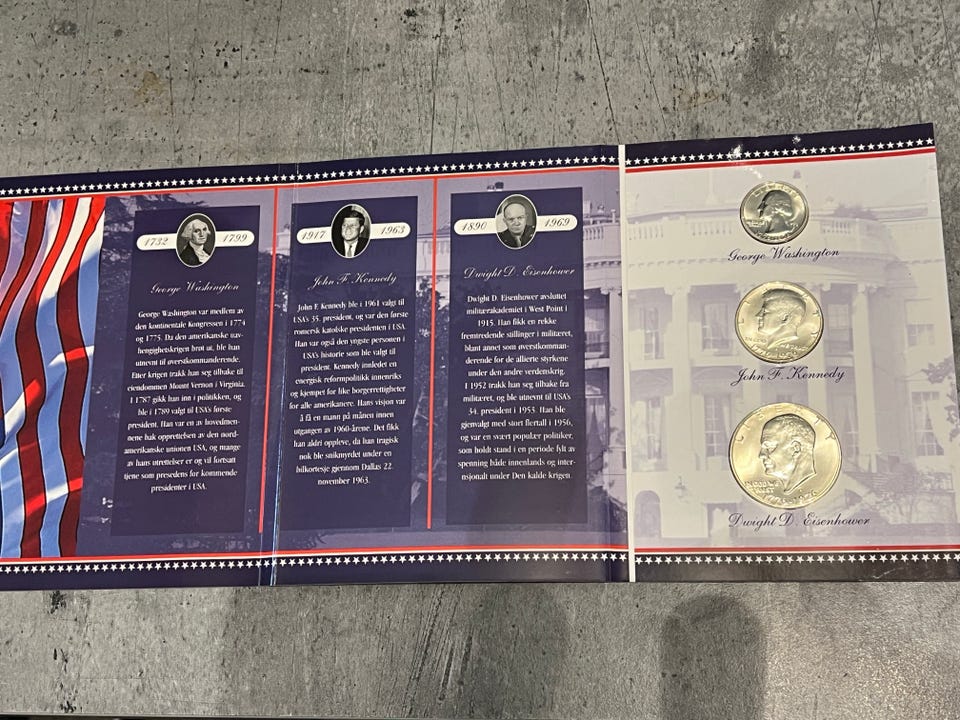 1732 1799
George Washington
George Washington var medlem av
den kontinentale Kongressen i 1774
og 1775. Da den amerikanske uav-
hengighetskrigen brøt ut, ble han
utnevnt til øverstkommanderende.
Etter krigen trakk han seg tilbake til
eiendommen Mount Vernon i Virginia.
I 1787 gikk han inn i politikken, og
ble i 1789 valgt til USA's første
president. Han var en av hovedmen-
nene bak opprettelsen av den nord-
amerikanske unionen USA, og mange
av hans utrettelser er og vil fortsatt
tjene som presedens for kommende
presidenter i USA.
1917 1963
John F. Kennedy
John F. Kennedy ble i 1961 valgt til
USA's 35. president, og var den første
romersk katolske presidenten i USA
Han var også den yngste personen i
USA's historie som ble valgt til
president. Kennedy innledet en
energisk reformpolitikk innenriks
og kjempet for like borgerrettigheter
for alle amerikanere. Hans visjon var
å få en mann på månen innen
utgangen av 1960-årene. Det fikk
han aldri oppleve, da han tragisk
nok ble snikmyrdet under en
bilkortesje gjennom Dallas 22.
november 1963.
1890 1969
Dwight D. Eisenhower
Dwight D. Eisenhower avsluttet
militærakademiet i West Point i
1915. Han fikk en rekke
fremtredende stillinger i militæret,
blant annet som øverstkomman-
derende for de allierte styrkene
under den andre verdenskrig.
I 1952 trakk han seg tilbake fra
militæret, og ble utnevnt til USA's
34. president i 1953. Han ble
gjenvalgt med stort flertall i 1956,
og var en svært populær politiker,
som holdt stand i en periode fylt av
spenning både innenlands og inter-
nasjonalt under Den kalde krigen.
LIBERTY
George Washington
John F. Kennedy
LIBERTY
IN GOD WE
TRUST
1776-1976
Dwight D. Eisenhower